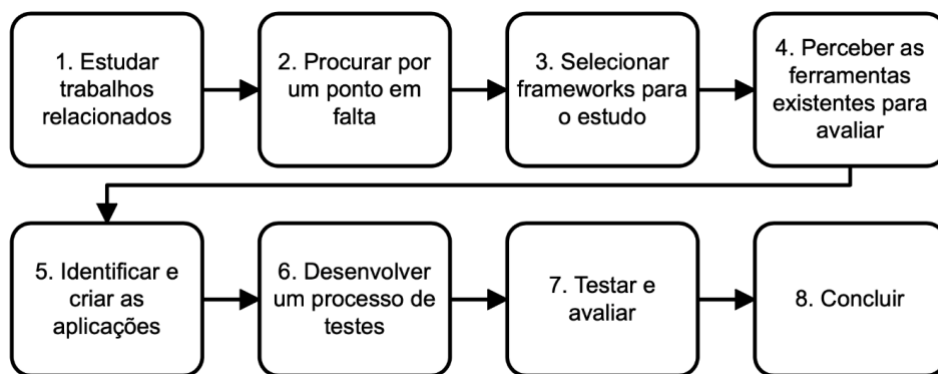 1. Estudar
trabalhos
relacionados
2. Procurar por
um ponto em
falta
3. Selecionar
frameworks para
o estudo
4. Perceber as
ferramentas
existentes para
avaliar
5. Identificar e
criar as
aplicações
6. Desenvolver
um processo de
testes
7. Testar e
avaliar
8. Concluir